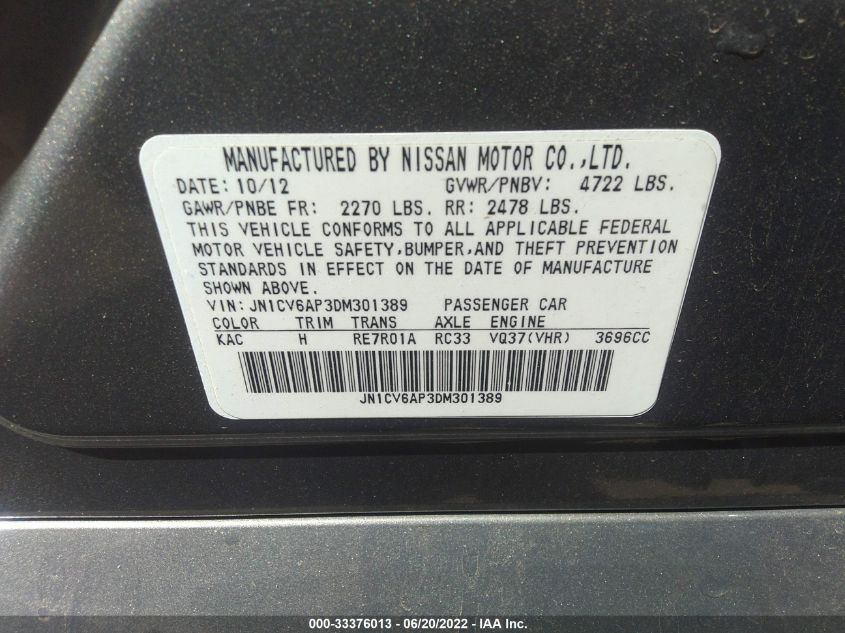 MANUFACTURED BY NISSAN MOTOR CO.,LTD.
DATE: 10/12 GVWR/PNBV: 4722 LBS.
GAWR/PNBE FR: 2270 LBS. RR: 2478 LBS.
THIS VEHICLE CONFORMS TO ALL APPLICABLE FEDERAL
MOTOR VEHICLE SAFETY,BUMPER,AND THEFT PREVENTION
STANDARDS IN EFFECT ON THE DATE OF MANUFACTURE
SHOWN ABOVE.
VIN: JN1CV6AP3DM301389 PASSENGER CAR
COLOR TRIM TRANS AXLE ENGINE
KAC H RE7R01A RC33 VQ37(VHR) 3696CC
JN1CV6AP3DM301389
000-33376013 - 06/20/2022 - IAA Inc.